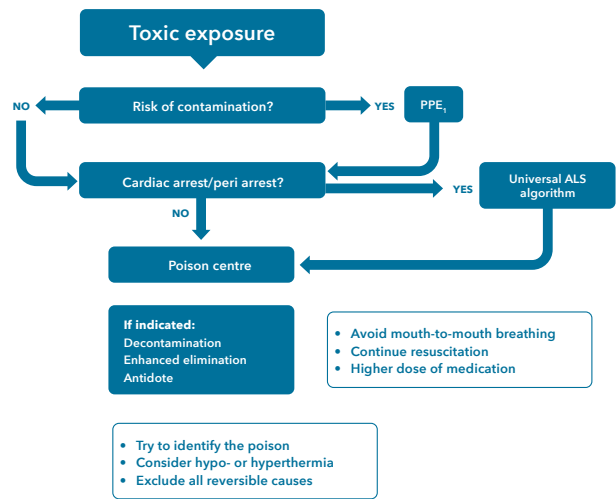 Toxic exposure
NO
Risk of contamination?
YES
PPE1
Cardiac arrest/peri arrest?
YES
Universal ALS
algorithm
NO
Poison centre
If indicated:
Decontamination
Enhanced elimination
Antidote
• Avoid mouth-to-mouth breathing
• Continue resuscitation
• Higher dose of medication
• Try to identify the poison
• Consider hypo- or hyperthermia
• Exclude all reversible causes